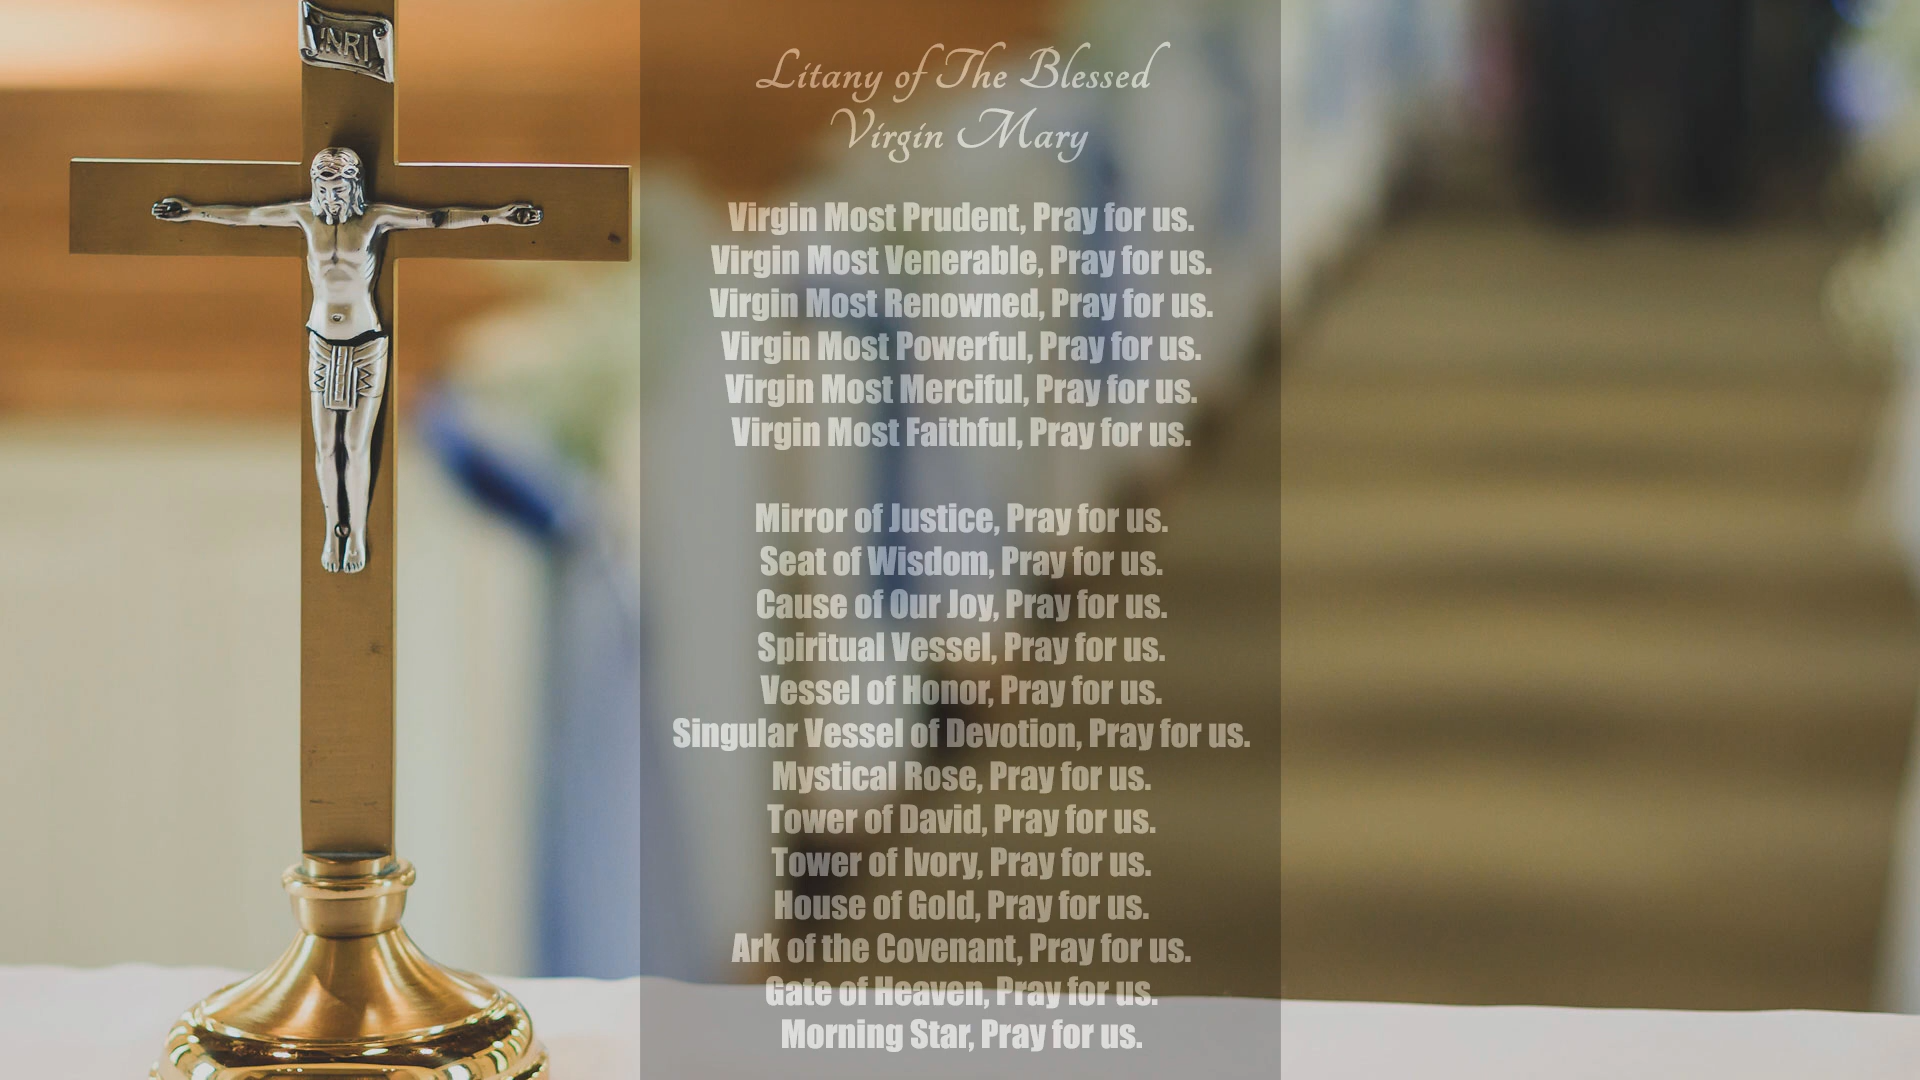 INRI
Litany of The Blessed
Virgin Mary
Virgin Most Prudent, Pray for us.
Virgin Most Venerable, Pray for us.
Virgin Most Renowned, Pray for us.
Virgin Most Powerful, Pray for us.
Virgin Most Merciful, Pray for us.
Virgin Most Faithful, Pray for us.
Mirror of Justice, Pray for us.
Seat of Wisdom, Pray for us.
Cause of Our Joy, Pray for us.
Spiritual Vessel, Pray for us.
Vessel of Honor, Pray for us.
Singular Vessel of Devotion, Pray for us.
Mystical Rose, Pray for us.
Tower of David, Pray for us.
Tower of Ivory, Pray for us.
House of Gold, Pray for us.
Ark of the Covenant, Pray for us.
Gate of Heaven, Pray for us.
Morning Star, Pray for us.